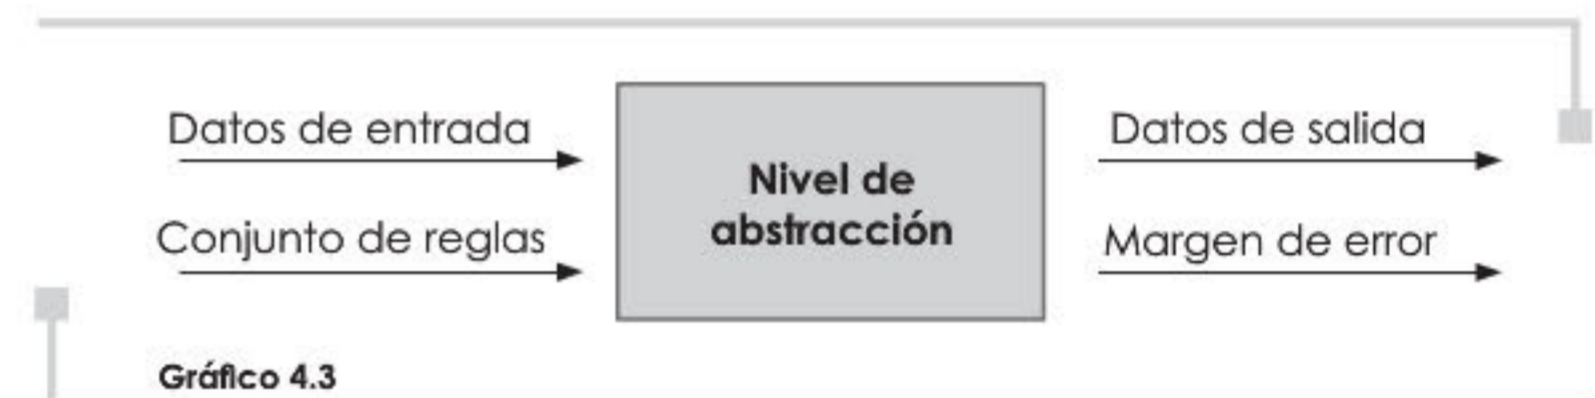 Datos de entrada
Conjunto de reglas
Nivel de
abstracción
Datos de salida
Margen de error
Gráfico 4.3